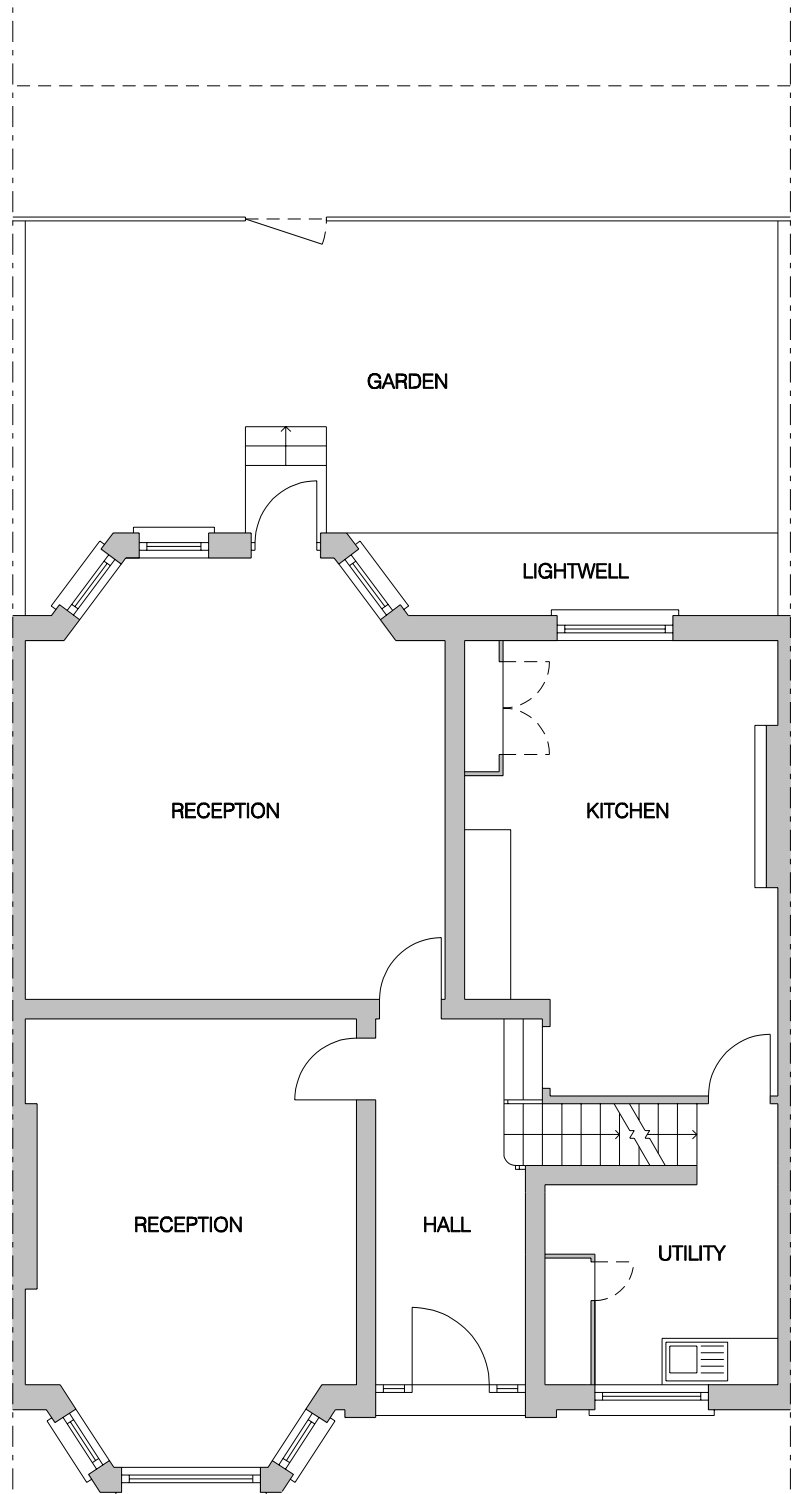 GARDEN
LIGHTWELL
RECEPTION
KITCHEN
RECEPTION
HALL
UTILITY